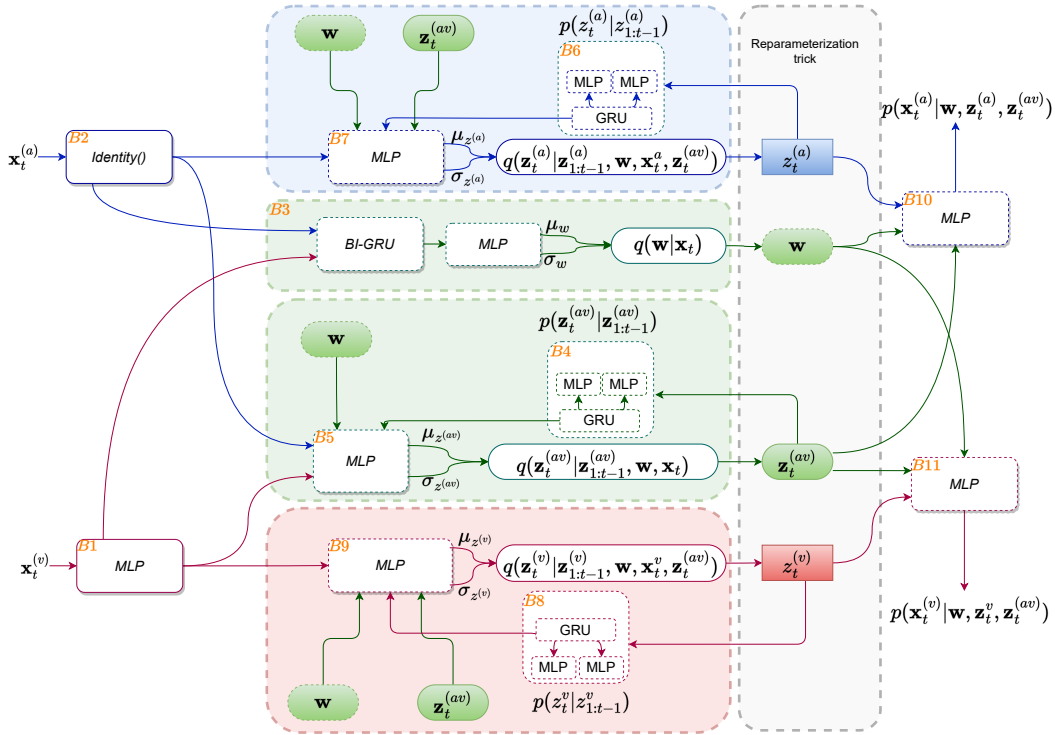 p(z_t^{(a)}|z_{1:t-1}^{(a)})
w
z_t^{(av)}
B6
MLP
MLP
GRU
Reparameterization
trick
p(x_t^{(a)}|w, z_t^{(a)}, z_t^{(av)})
B2
Identity()
x_t^{(a)}
B7
MLP
μ_{z^{(a)}}
σ_{z^{(a)}}
q(z_t^{(a)}|z_{1:t-1}^{(a)}, w, x_t^a, z_t^{(av)})
z_t^{(a)}
B10
MLP
B3
BI-GRU
MLP
μ_w
σ_w
q(w|x_t)
w
p(z_t^{(av)}|z_{1:t-1}^{(av)})
w
B4
MLP
MLP
GRU
B5
MLP
μ_{z^{(av)}}
σ_{z^{(av)}}
q(z_t^{(av)}|z_{1:t-1}^{(av)}, w, x_t)
z_t^{(av)}
B11
MLP
x_t^{(v)}
B1
MLP
B9
MLP
μ_{z^{(v)}}
σ_{z^{(v)}}
q(z_t^{(v)}|z_{1:t-1}^{(v)}, w, x_t^v, z_t^{(av)})
z_t^{(v)}
B8
GRU
MLP
MLP
p(x_t^{(v)}|w, z_t^v, z_t^{(av)})
w
z_t^{(av)}
p(z_t^v|z_{1:t-1}^v)